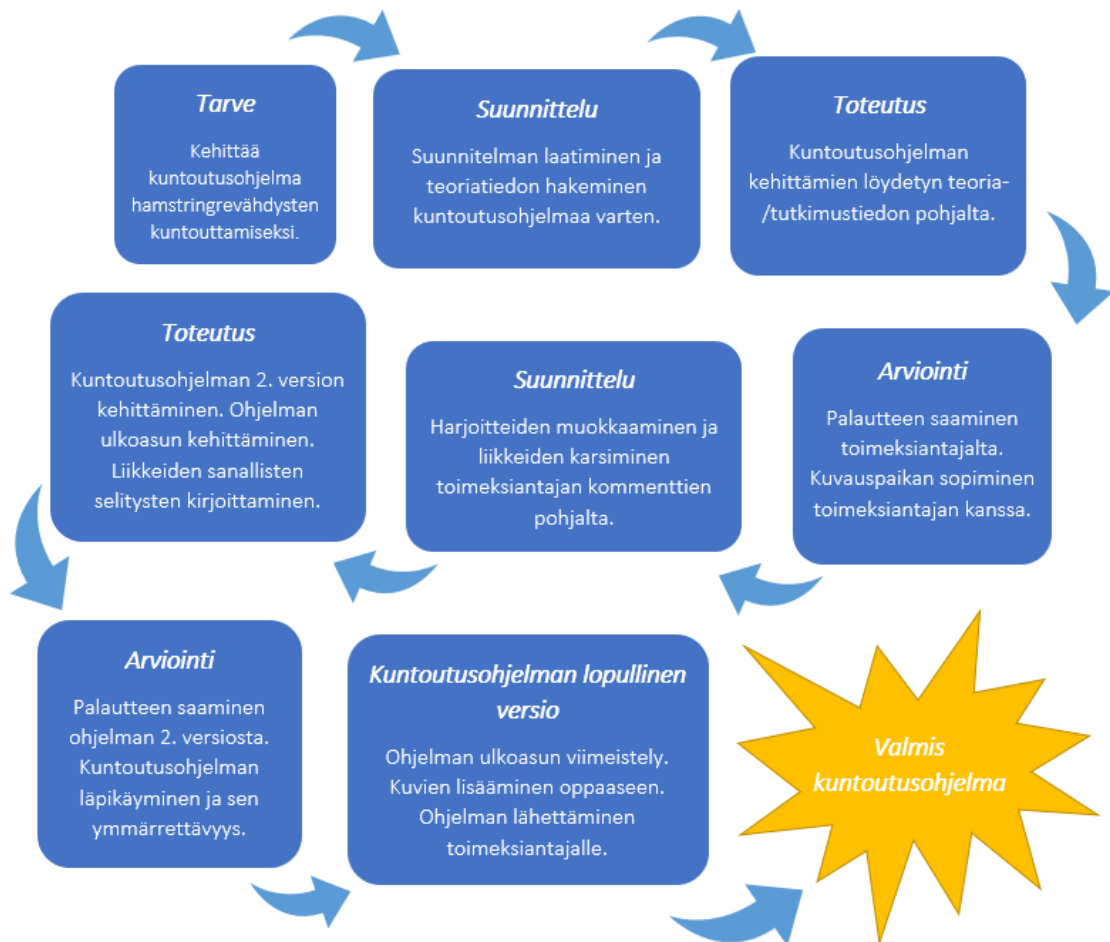 Tarve
Kehittää
kuntoutusohjelma
hamstringrevähdysten
kuntouttamiseksi.
Suunnittelu
Suunnitelman laatiminen ja
teoriatiedon hakeminen
kuntoutusohjelmaa varten.
Toteutus
Kuntoutusohjelman
kehittämien löydetyn teoria-
/tutkimustiedon pohjalta.
Arviointi
Palautteen saaminen
toimeksiantajalta.
Kuvauspaikan sopiminen
toimeksiantajan kanssa.
Suunnittelu
Harjoitteiden muokkaaminen ja
liikkeiden karsiminen
toimeksiantajan kommenttien
pohjalta.
Toteutus
Kuntoutusohjelman 2. version
kehittäminen. Ohjelman
ulkoasun kehittäminen.
Liikkeiden sanallisten
selitysten kirjoittaminen.
Arviointi
Palautteen saaminen
ohjelman 2. versiosta.
Kuntoutusohjelman
läpikäyminen ja sen
ymmärrettävyys.
Kuntoutusohjelman lopullinen
versio
Ohjelman ulkoasun viimeistely.
Kuvien lisääminen oppaaseen.
Ohjelman lähettäminen
toimeksiantajalle.
Valmis
kuntoutusohjelma